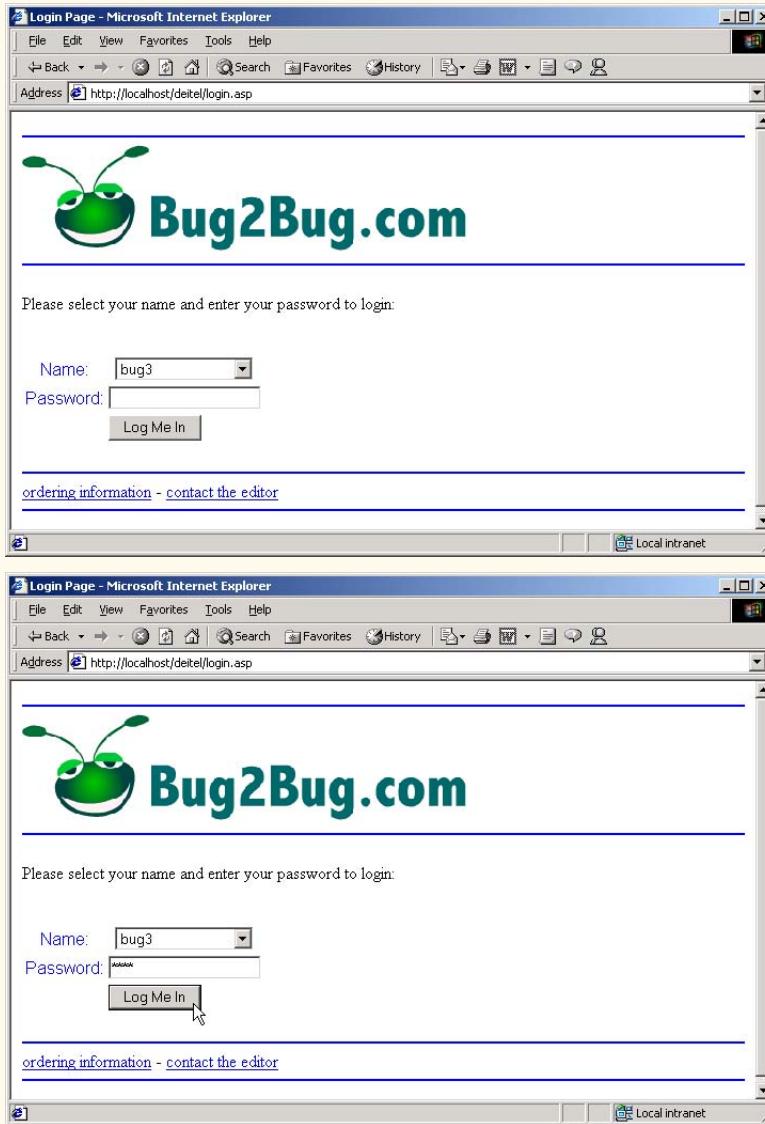 Login Page - Microsoft Internet Explorer
File Edit View Favorites Tools Help
Back Search Favorites History
Address http://localhost/deitel/login.asp
Bug2Bug.com
Please select your name and enter your password to login:
Name: bug3
Password:
Log Me In
ordering information - contact the editor
Local intranet
Login Page - Microsoft Internet Explorer
File Edit View Favorites Tools Help
Back Search Favorites History
Address http://localhost/deitel/login.asp
Bug2Bug.com
Please select your name and enter your password to login:
Name: bug3
Password: ****
Log Me In
ordering information - contact the editor
Local intranet